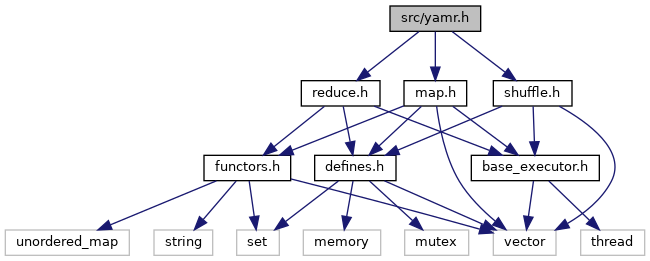 src/yamr.h
reduce.h
map.h
shuffle.h
functors.h
defines.h
base_executor.h
unordered_map
string
set
memory
mutex
vector
thread